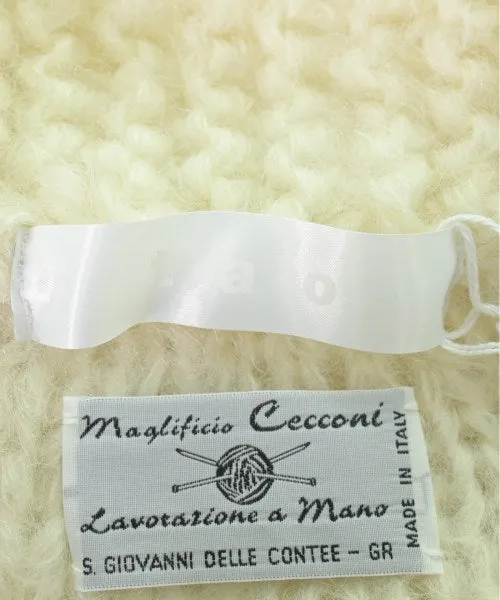 Maglificio Cecconi
Lavorazione a Mano
S. GIOVANNI DELLE CONTEE - GR
MADE IN ITALY